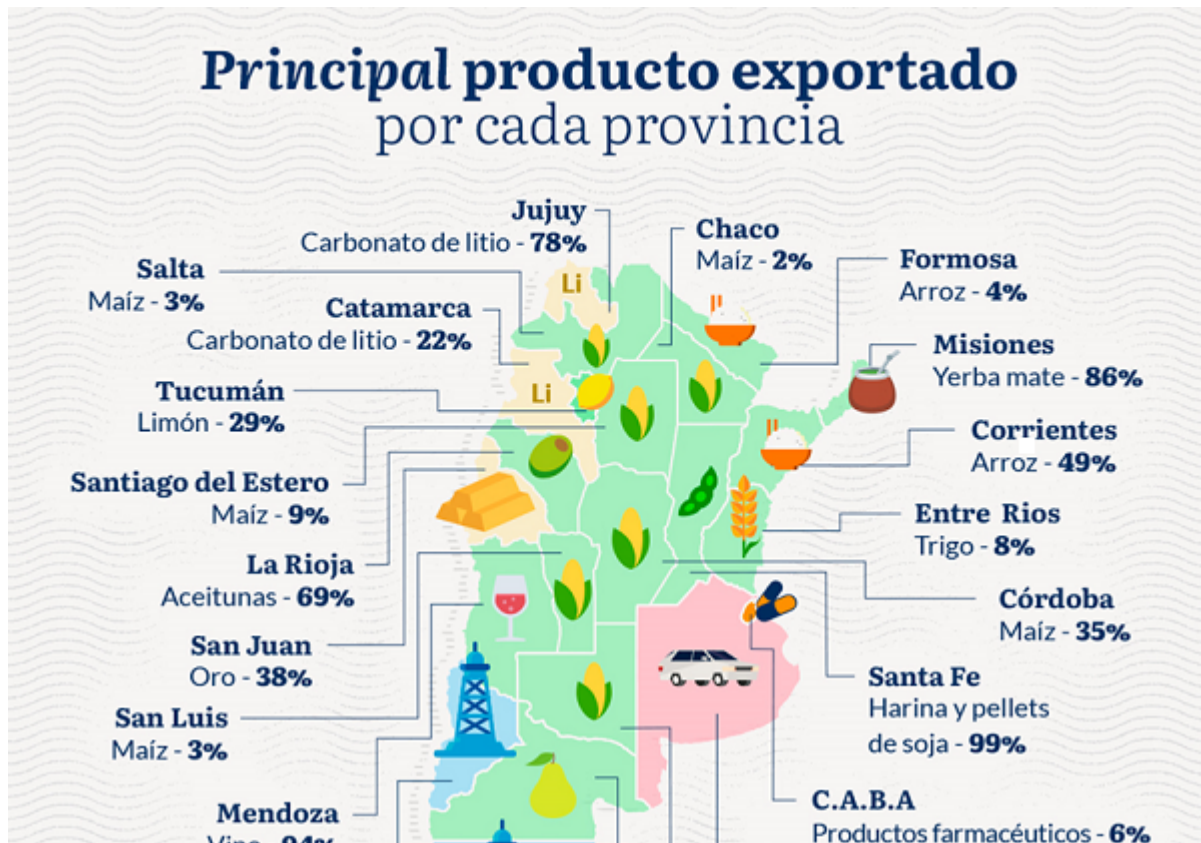 Principal producto exportado
por cada provincia
Jujuy
Carbonato de litio - 78%
Chaco
Maíz - 2%
Salta
Maíz - 3%
Formosa
Arroz - 4%
Li
Catamarca
Carbonato de litio - 22%
Misiones
Yerba mate - 86%
Tucumán
Limón - 29%
Li
Corrientes
Arroz - 49%
Santiago del Estero
Maíz - 9%
Entre Rios
Trigo - 8%
La Rioja
Aceitunas - 69%
Córdoba
Maíz - 35%
San Juan
Oro - 38%
Santa Fe
Harina y pellets
de soja - 99%
San Luis
Maíz - 3%
Mendoza
Vino - 94%
C.A.B.A
Productos farmacéuticos - 6%